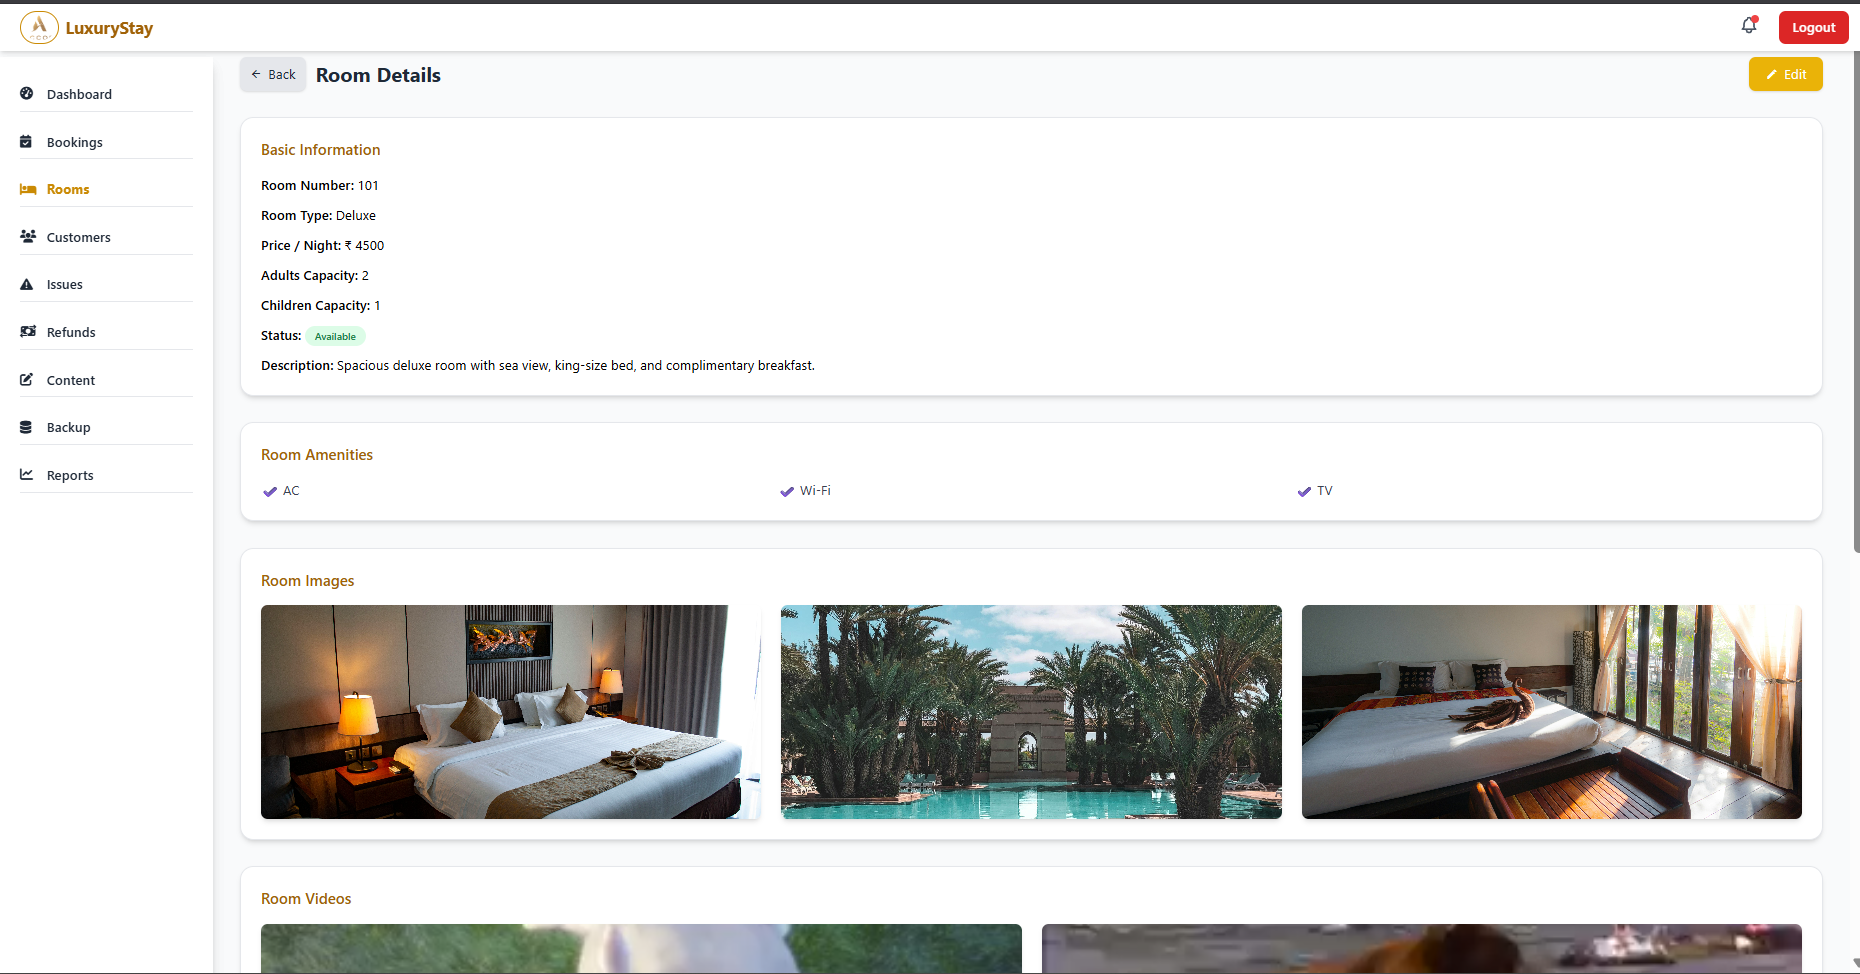 LuxuryStay
Logout
Dashboard
Bookings
Rooms
Customers
Issues
Refunds
Content
Backup
Reports
Back
Room Details
Edit
Basic Information
Room Number: 101
Room Type: Deluxe
Price / Night: ₹ 4500
Adults Capacity: 2
Children Capacity: 1
Status: Available
Description: Spacious deluxe room with sea view, king-size bed, and complimentary breakfast.
Room Amenities
AC
Wi-Fi
TV
Room Images
Room Videos